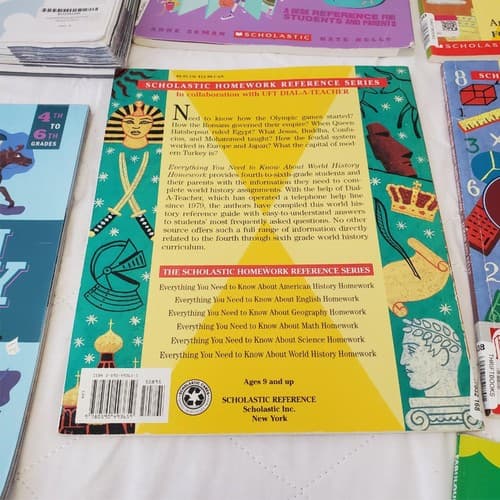 A DESK REFERENCE FOR
STUDENTS AND PARENTS
ANNE ZEMAN
SCHOLASTIC
KATE KELLY
SCHOLASTIC HOMEWORK REFERENCE SERIES
In collaboration with UFT DIAL-A-TEACHER
Need to know how the Olympic games started?
How the Romans governed their empire? When Queen
Hatshepsut ruled Egypt? What Jesus, Buddha, Confu-
cius, and Mohammed taught? How the feudal system
worked in Europe and Japan? What the capital of mod-
ern Turkey is?
Everything You Need to Know About World History
Homework provides fourth-to-sixth-grade students and
their parents with the information they need to com-
plete world history assignments. With the help of Dial-
A-Teacher, which has operated a telephone help line
since 1979, the authors have compiled this world his-
tory reference guide with easy-to-understand answers
to students' most frequently asked questions. No other
source offers such a full range of information directly
related to the fourth through sixth grade world history
curriculum.
THE SCHOLASTIC HOMEWORK REFERENCE SERIES
Everything You Need to Know About American History Homework
Everything You Need to Know About English Homework
Everything You Need to Know About Geography Homework
Everything You Need to Know About Math Homework
Everything You Need to Know About Science Homework
Everything You Need to Know About World History Homework
Ages 9 and up
SCHOLASTIC REFERENCE
Scholastic Inc.
New York
4TH
TO
6TH
GRADES
Y
8
6
2
THRIFTBOOKS